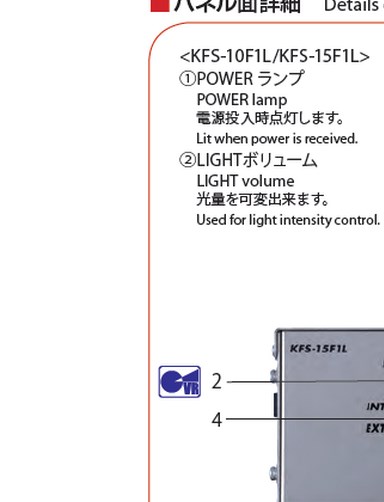 ■パネル面詳細 Details
<KFS-10F1L/KFS-15F1L>
①POWER ランプ
POWER lamp
電源投入時点灯します。
Lit when power is received.
②LIGHTボリューム
LIGHT volume
光量を可変出来ます。
Used for light intensity control.
KFS-15F1L
VR
2
INT
4
EXT